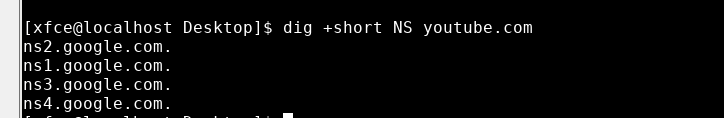 [xfce@localhost Desktop]$ dig +short NS youtube.com
ns2.google.com.
ns1.google.com.
ns3.google.com.
ns4.google.com.